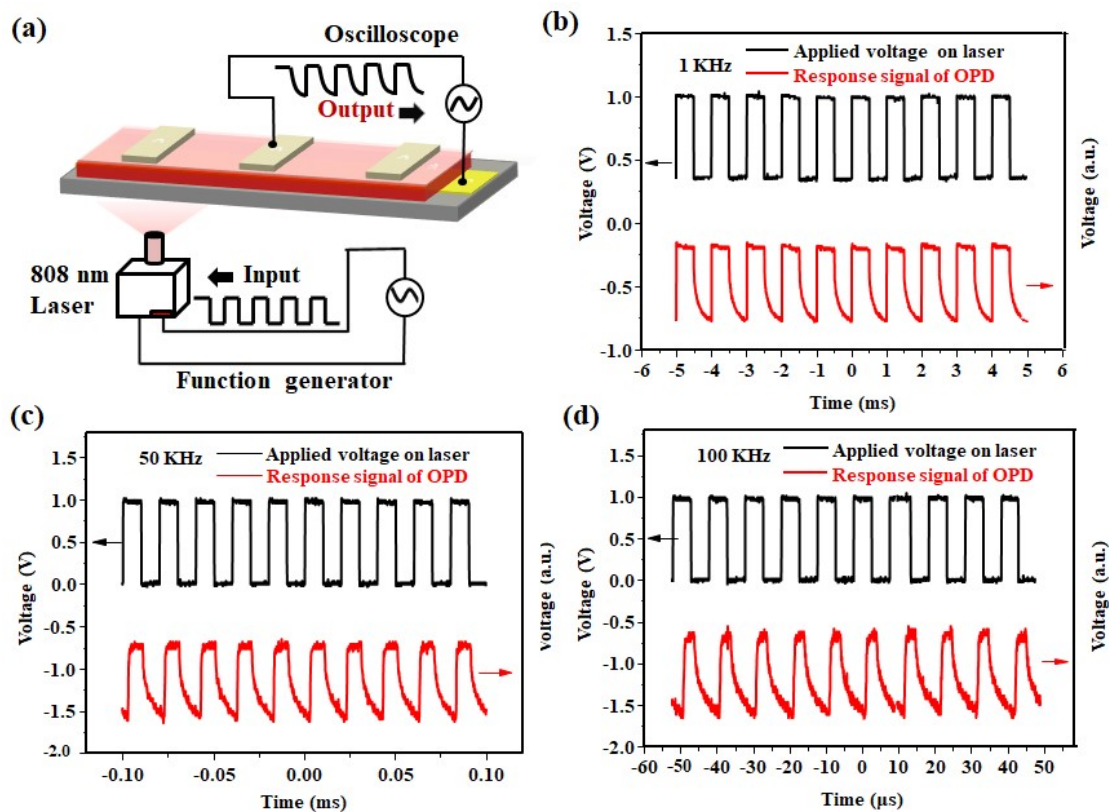 (a)
Oscilloscope
Output
808 nm
Laser
Input
Function generator
(b)
1 KHz
Applied voltage on laser
Response signal of OPD
1.5
1.0
0.5
0.0
-0.5
-1.0
Voltage (V)
Voltage (a.u.)
-6 -5 -4 -3 -2 -1 0 1 2 3 4 5 6
Time (ms)
(c)
50 KHz
Applied voltage on laser
Response signal of OPD
1.5
1.0
0.5
0.0
-0.5
-1.0
-1.5
-2.0
Voltage (V)
Voltage (a.u.)
-0.10 -0.05 0.00 0.05 0.10
Time (ms)
(d)
100 KHz
Applied voltage on laser
Response signal of OPD
1.5
1.0
0.5
0.0
-0.5
-1.0
-1.5
-2.0
Voltage (V)
Voltage (a.u.)
-60 -50 -40 -30 -20 -10 0 10 20 30 40 50
Time (μs)